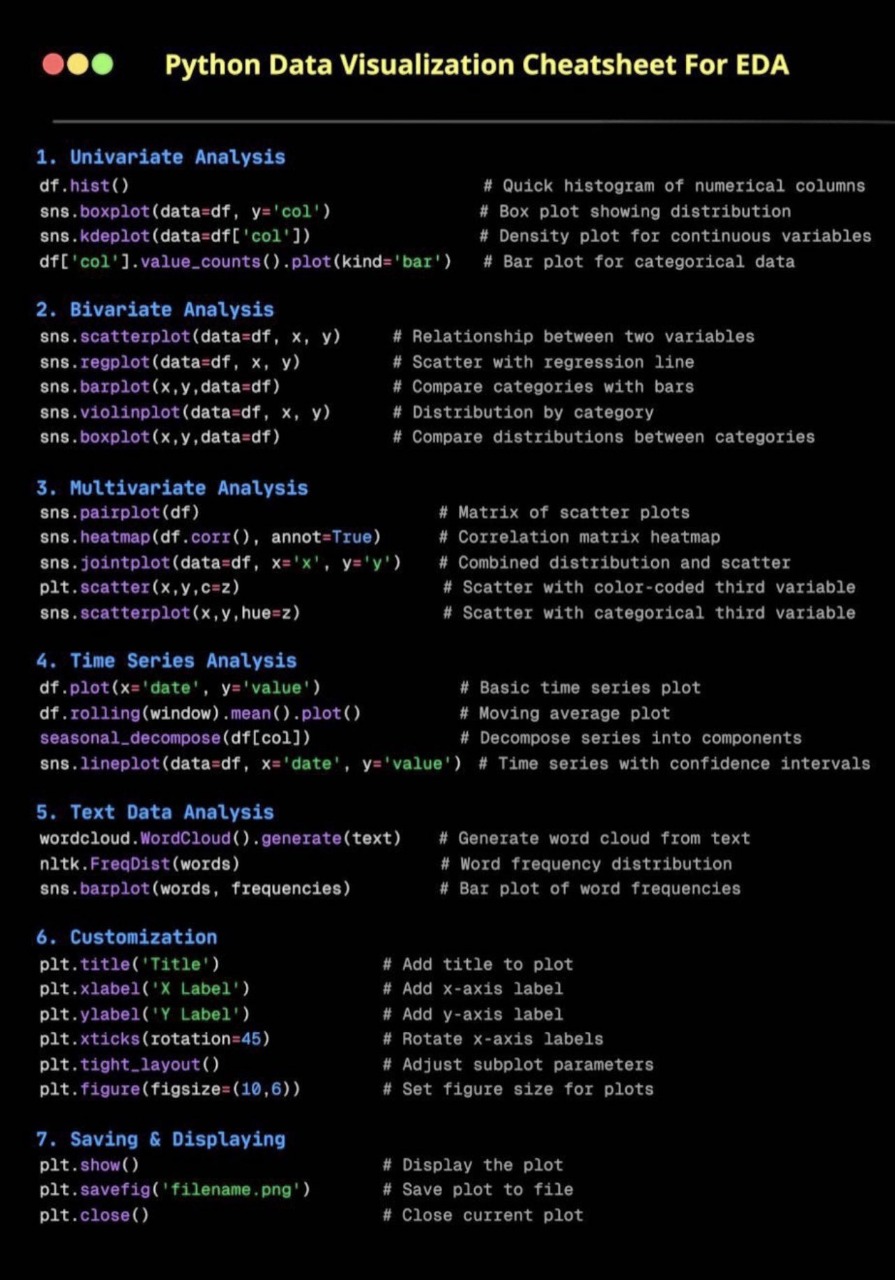 Python Data Visualization Cheatsheet For EDA
1. Univariate Analysis
df.hist() # Quick histogram of numerical columns
sns.boxplot(data=df, y='col') # Box plot showing distribution
sns.kdeplot(data=df['col']) # Density plot for continuous variables
df['col'].value_counts().plot(kind='bar') # Bar plot for categorical data
2. Bivariate Analysis
sns.scatterplot(data=df, x, y) # Relationship between two variables
sns.regplot(data=df, x, y) # Scatter with regression line
sns.barplot(x,y,data=df) # Compare categories with bars
sns.violinplot(data=df, x, y) # Distribution by category
sns.boxplot(x,y,data=df) # Compare distributions between categories
3. Multivariate Analysis
sns.pairplot(df) # Matrix of scatter plots
sns.heatmap(df.corr(), annot=True) # Correlation matrix heatmap
sns.jointplot(data=df, x='x', y='y') # Combined distribution and scatter
plt.scatter(x,y,c=z) # Scatter with color-coded third variable
sns.scatterplot(x,y,hue=z) # Scatter with categorical third variable
4. Time Series Analysis
df.plot(x='date', y='value') # Basic time series plot
df.rolling(window).mean().plot() # Moving average plot
seasonal_decompose(df[col]) # Decompose series into components
sns.lineplot(data=df, x='date', y='value') # Time series with confidence intervals
5. Text Data Analysis
wordcloud.WordCloud().generate(text) # Generate word cloud from text
nltk.FreqDist(words) # Word frequency distribution
sns.barplot(words, frequencies) # Bar plot of word frequencies
6. Customization
plt.title('Title') # Add title to plot
plt.xlabel('X Label') # Add x-axis label
plt.ylabel('Y Label') # Add y-axis label
plt.xticks(rotation=45) # Rotate x-axis labels
plt.tight_layout() # Adjust subplot parameters
plt.figure(figsize=(10,6)) # Set figure size for plots
7. Saving & Displaying
plt.show() # Display the plot
plt.savefig('filename.png') # Save plot to file
plt.close() # Close current plot